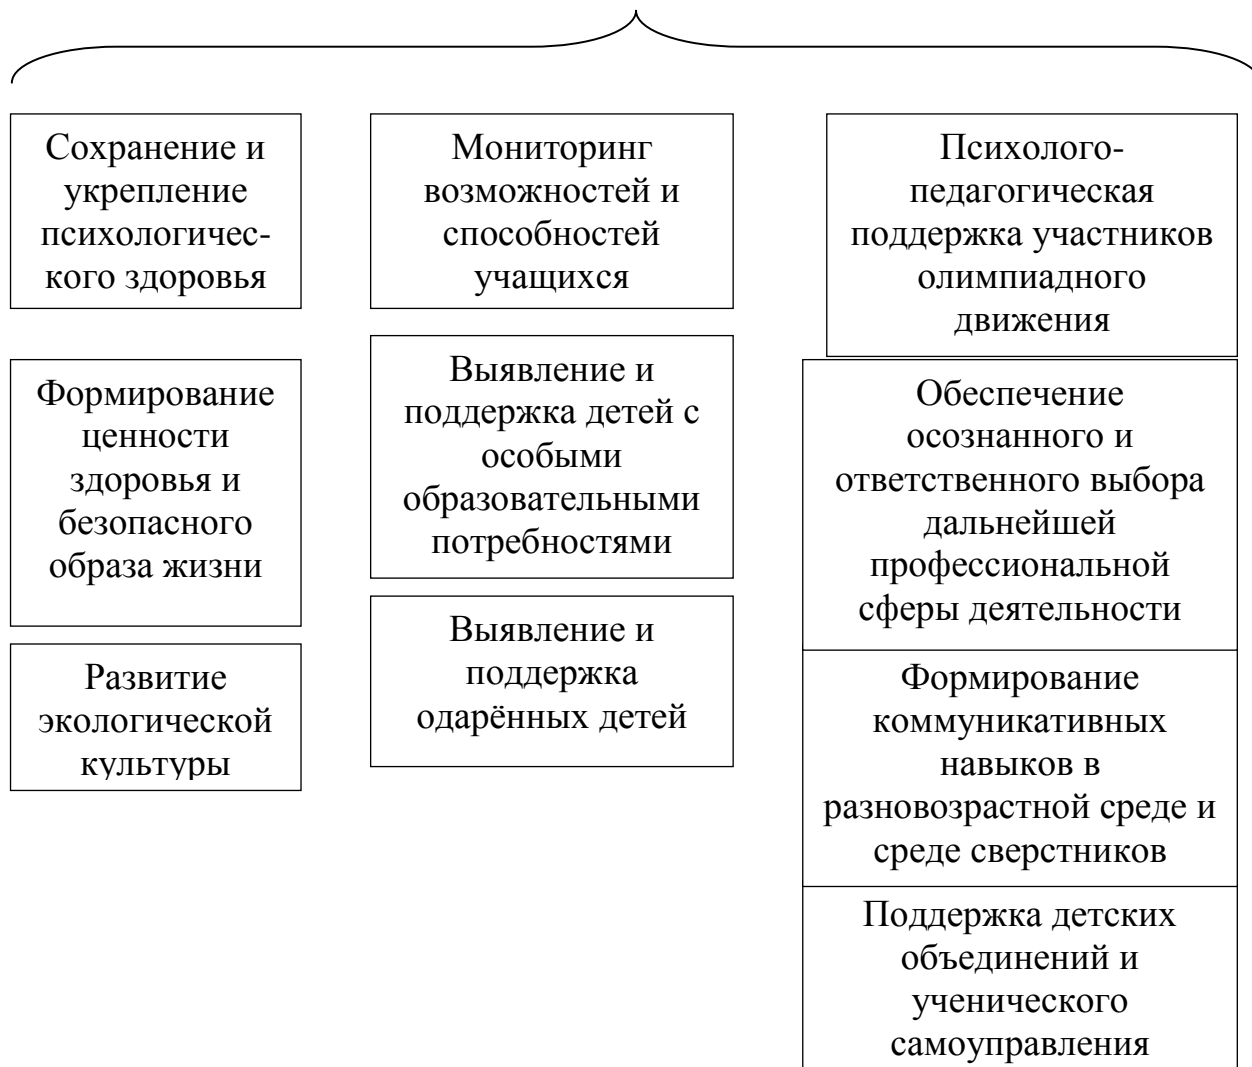 Сохранение и
укрепление
психологичес-
кого здоровья
Формирование
ценности
здоровья и
безопасного
образа жизни
Развитие
экологической
культуры
Мониторинг
возможностей и
способностей
учащихся
Выявление и
поддержка детей с
особыми
образовательными
потребностями
Выявление и
поддержка
одарённых детей
Психолого-
педагогическая
поддержка участников
олимпиадного
движения
Обеспечение
осознанного и
ответственного выбора
дальнейшей
профессиональной
сферы деятельности
Формирование
коммуникативных
навыков в
разновозрастной среде и
среде сверстников
Поддержка детских
объединений и
ученического
самоуправления